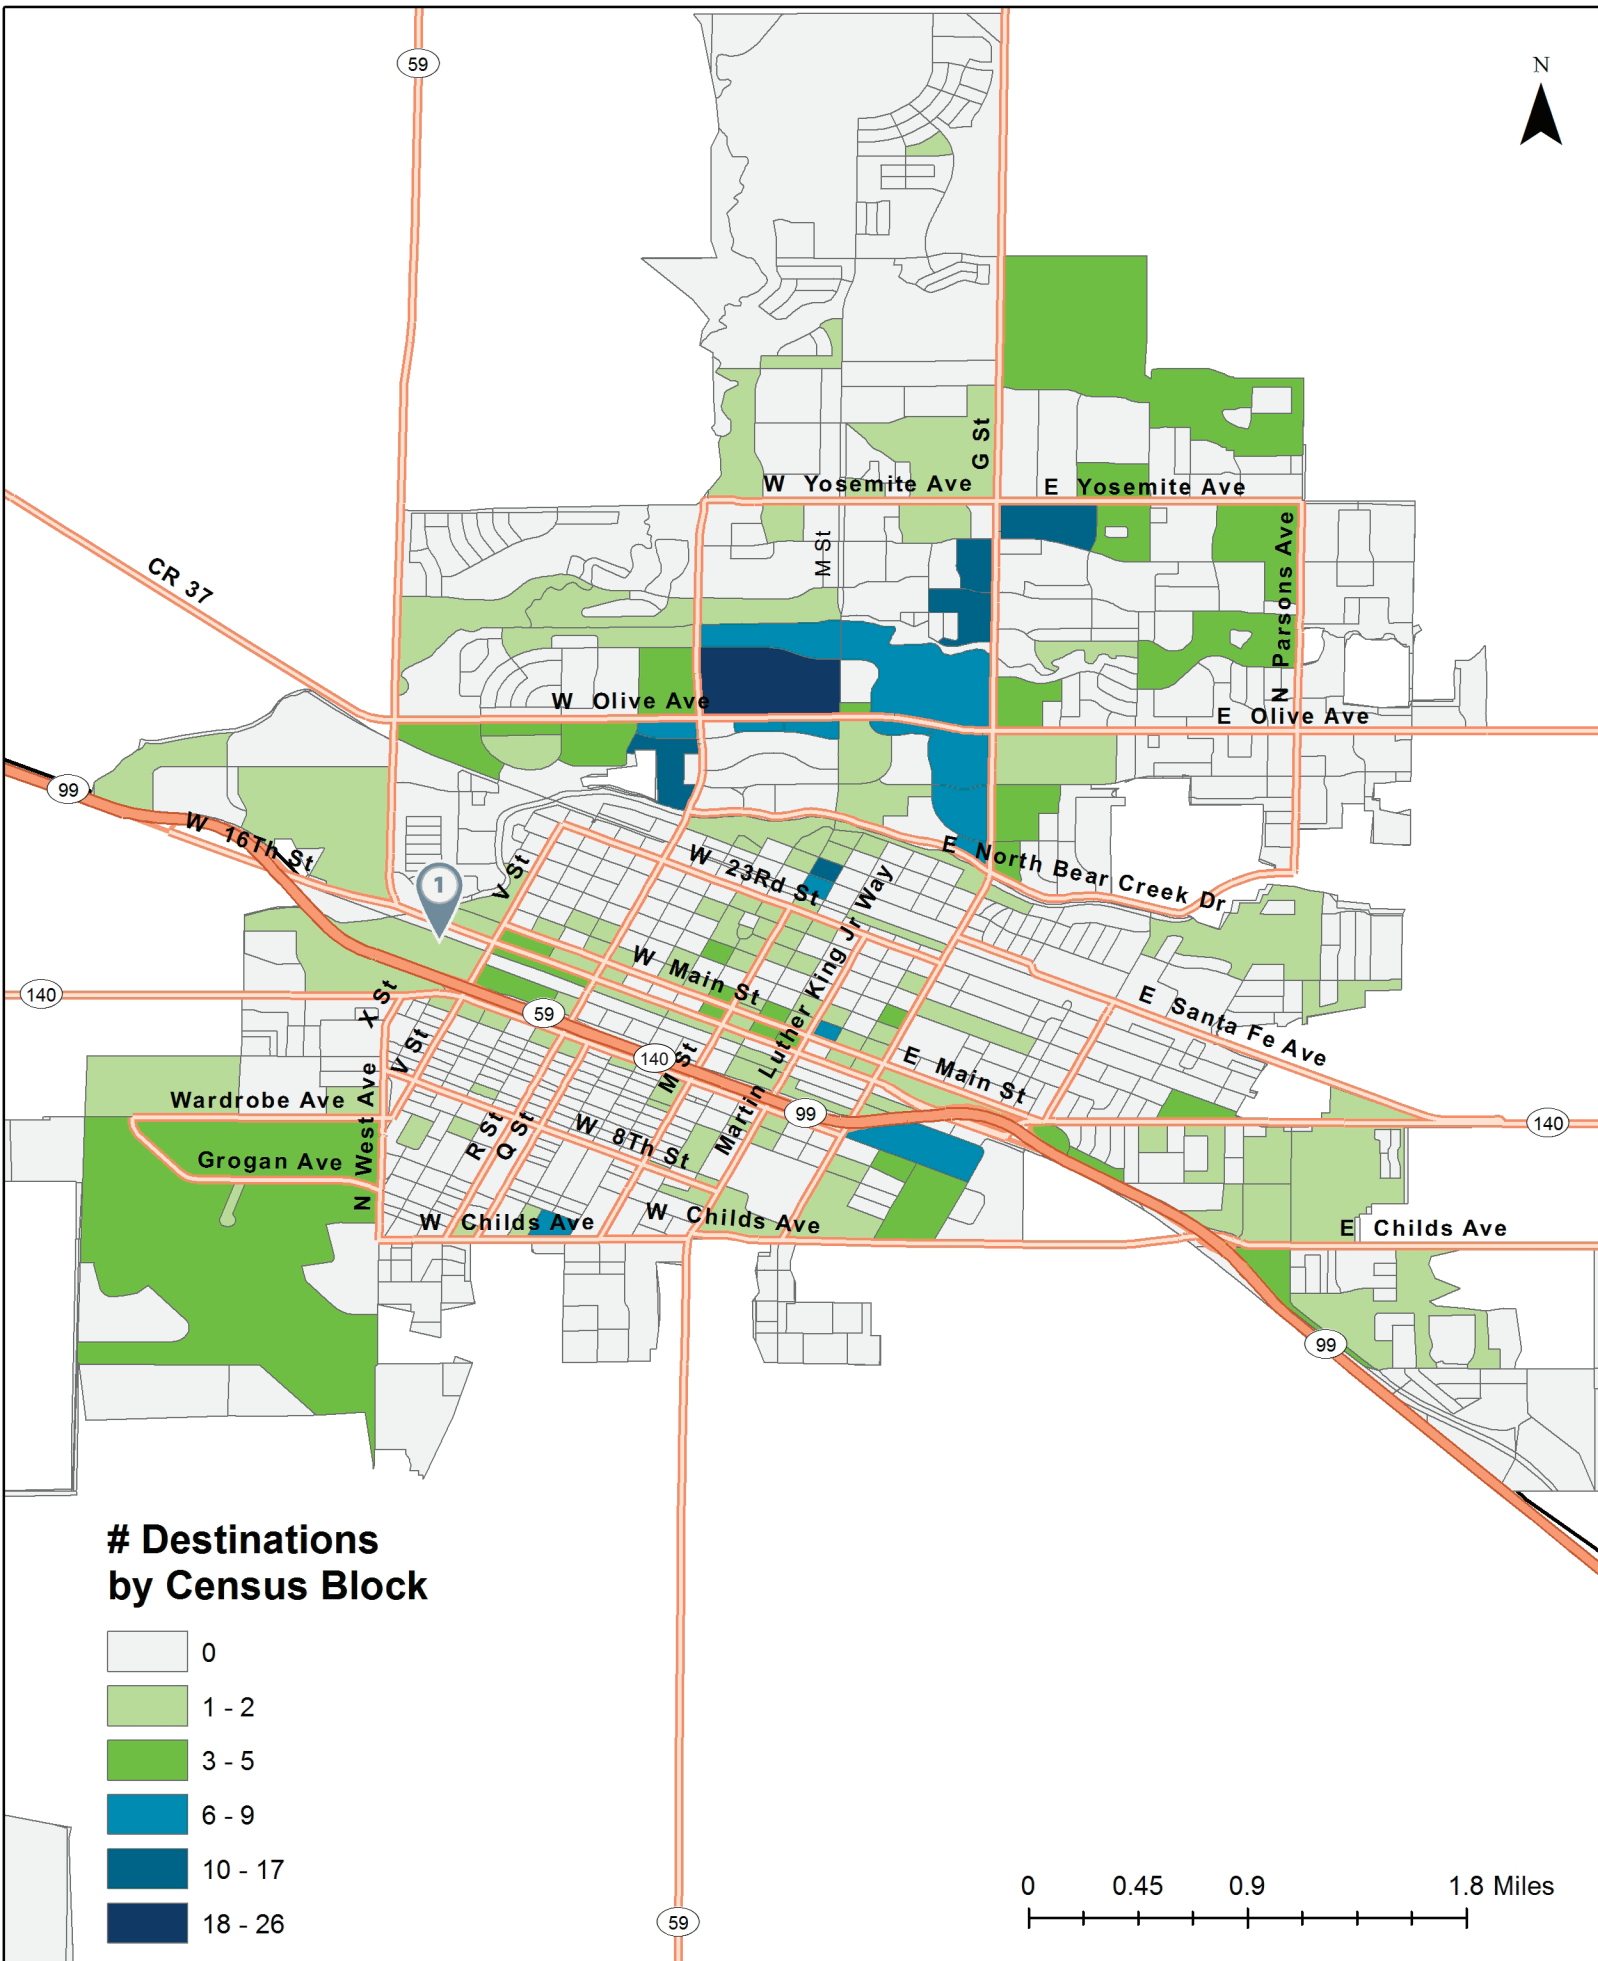 59
N
G St
W Yosemite Ave
E Yosemite Ave
M St
N Parsons Ave
CR 37
W Olive Ave
E Olive Ave
99
W 16Th St
V St
1
W 23Rd St
E North Bear Creek Dr
Martin Luther King Jr Way
W Main St
140
X St
59
E Santa Fe Ave
V St
140
M St
E Main St
Wardrobe Ave
99
140
R St
Q St
W 8Th St
N West Ave
Grogan Ave
W Childs Ave
W Childs Ave
E Childs Ave
99
# Destinations
by Census Block
0
1 - 2
3 - 5
6 - 9
10 - 17
18 - 26
0 0.45 0.9 1.8 Miles
59